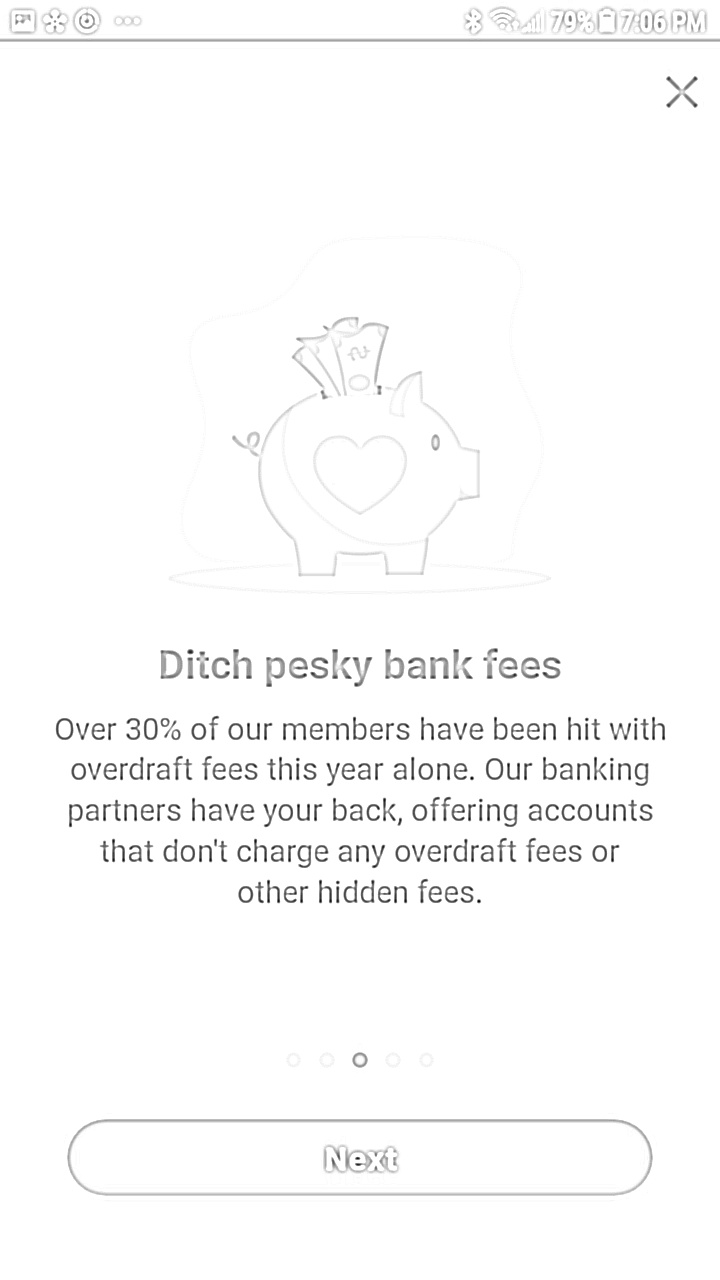 79% 7:06 PM
Ditch pesky bank fees
Over 30% of our members have been hit with
overdraft fees this year alone. Our banking
partners have your back, offering accounts
that don't charge any overdraft fees or
other hidden fees.
Next